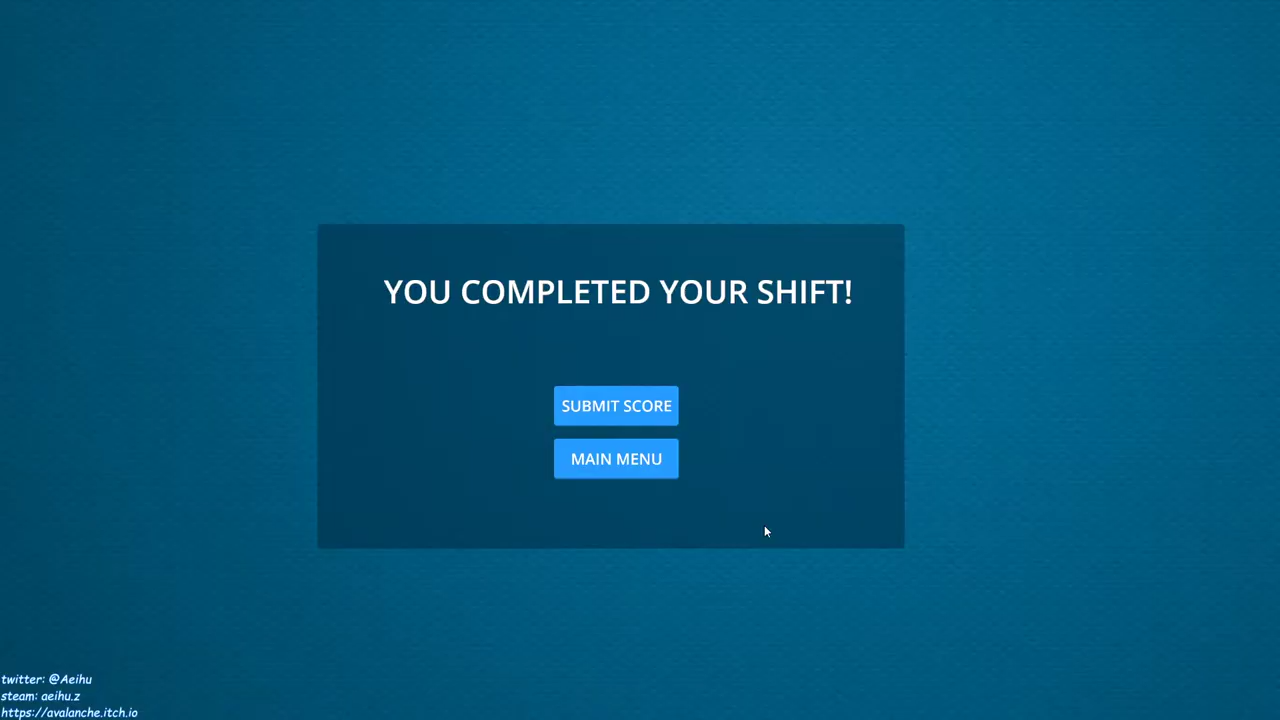 YOU COMPLETED YOUR SHIFT!
SUBMIT SCORE
MAIN MENU
twitter: @Aeihu
steam: aeihu.z
https://avalanche.itch.io